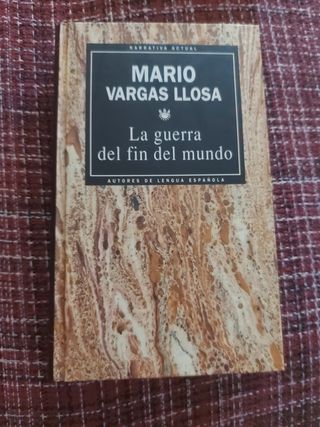 NARRATIVA ACTUAL
MARIO
VARGAS LLOSA
La guerra
del fin del mundo
AUTORES DE LENGUA ESPAÑOLA